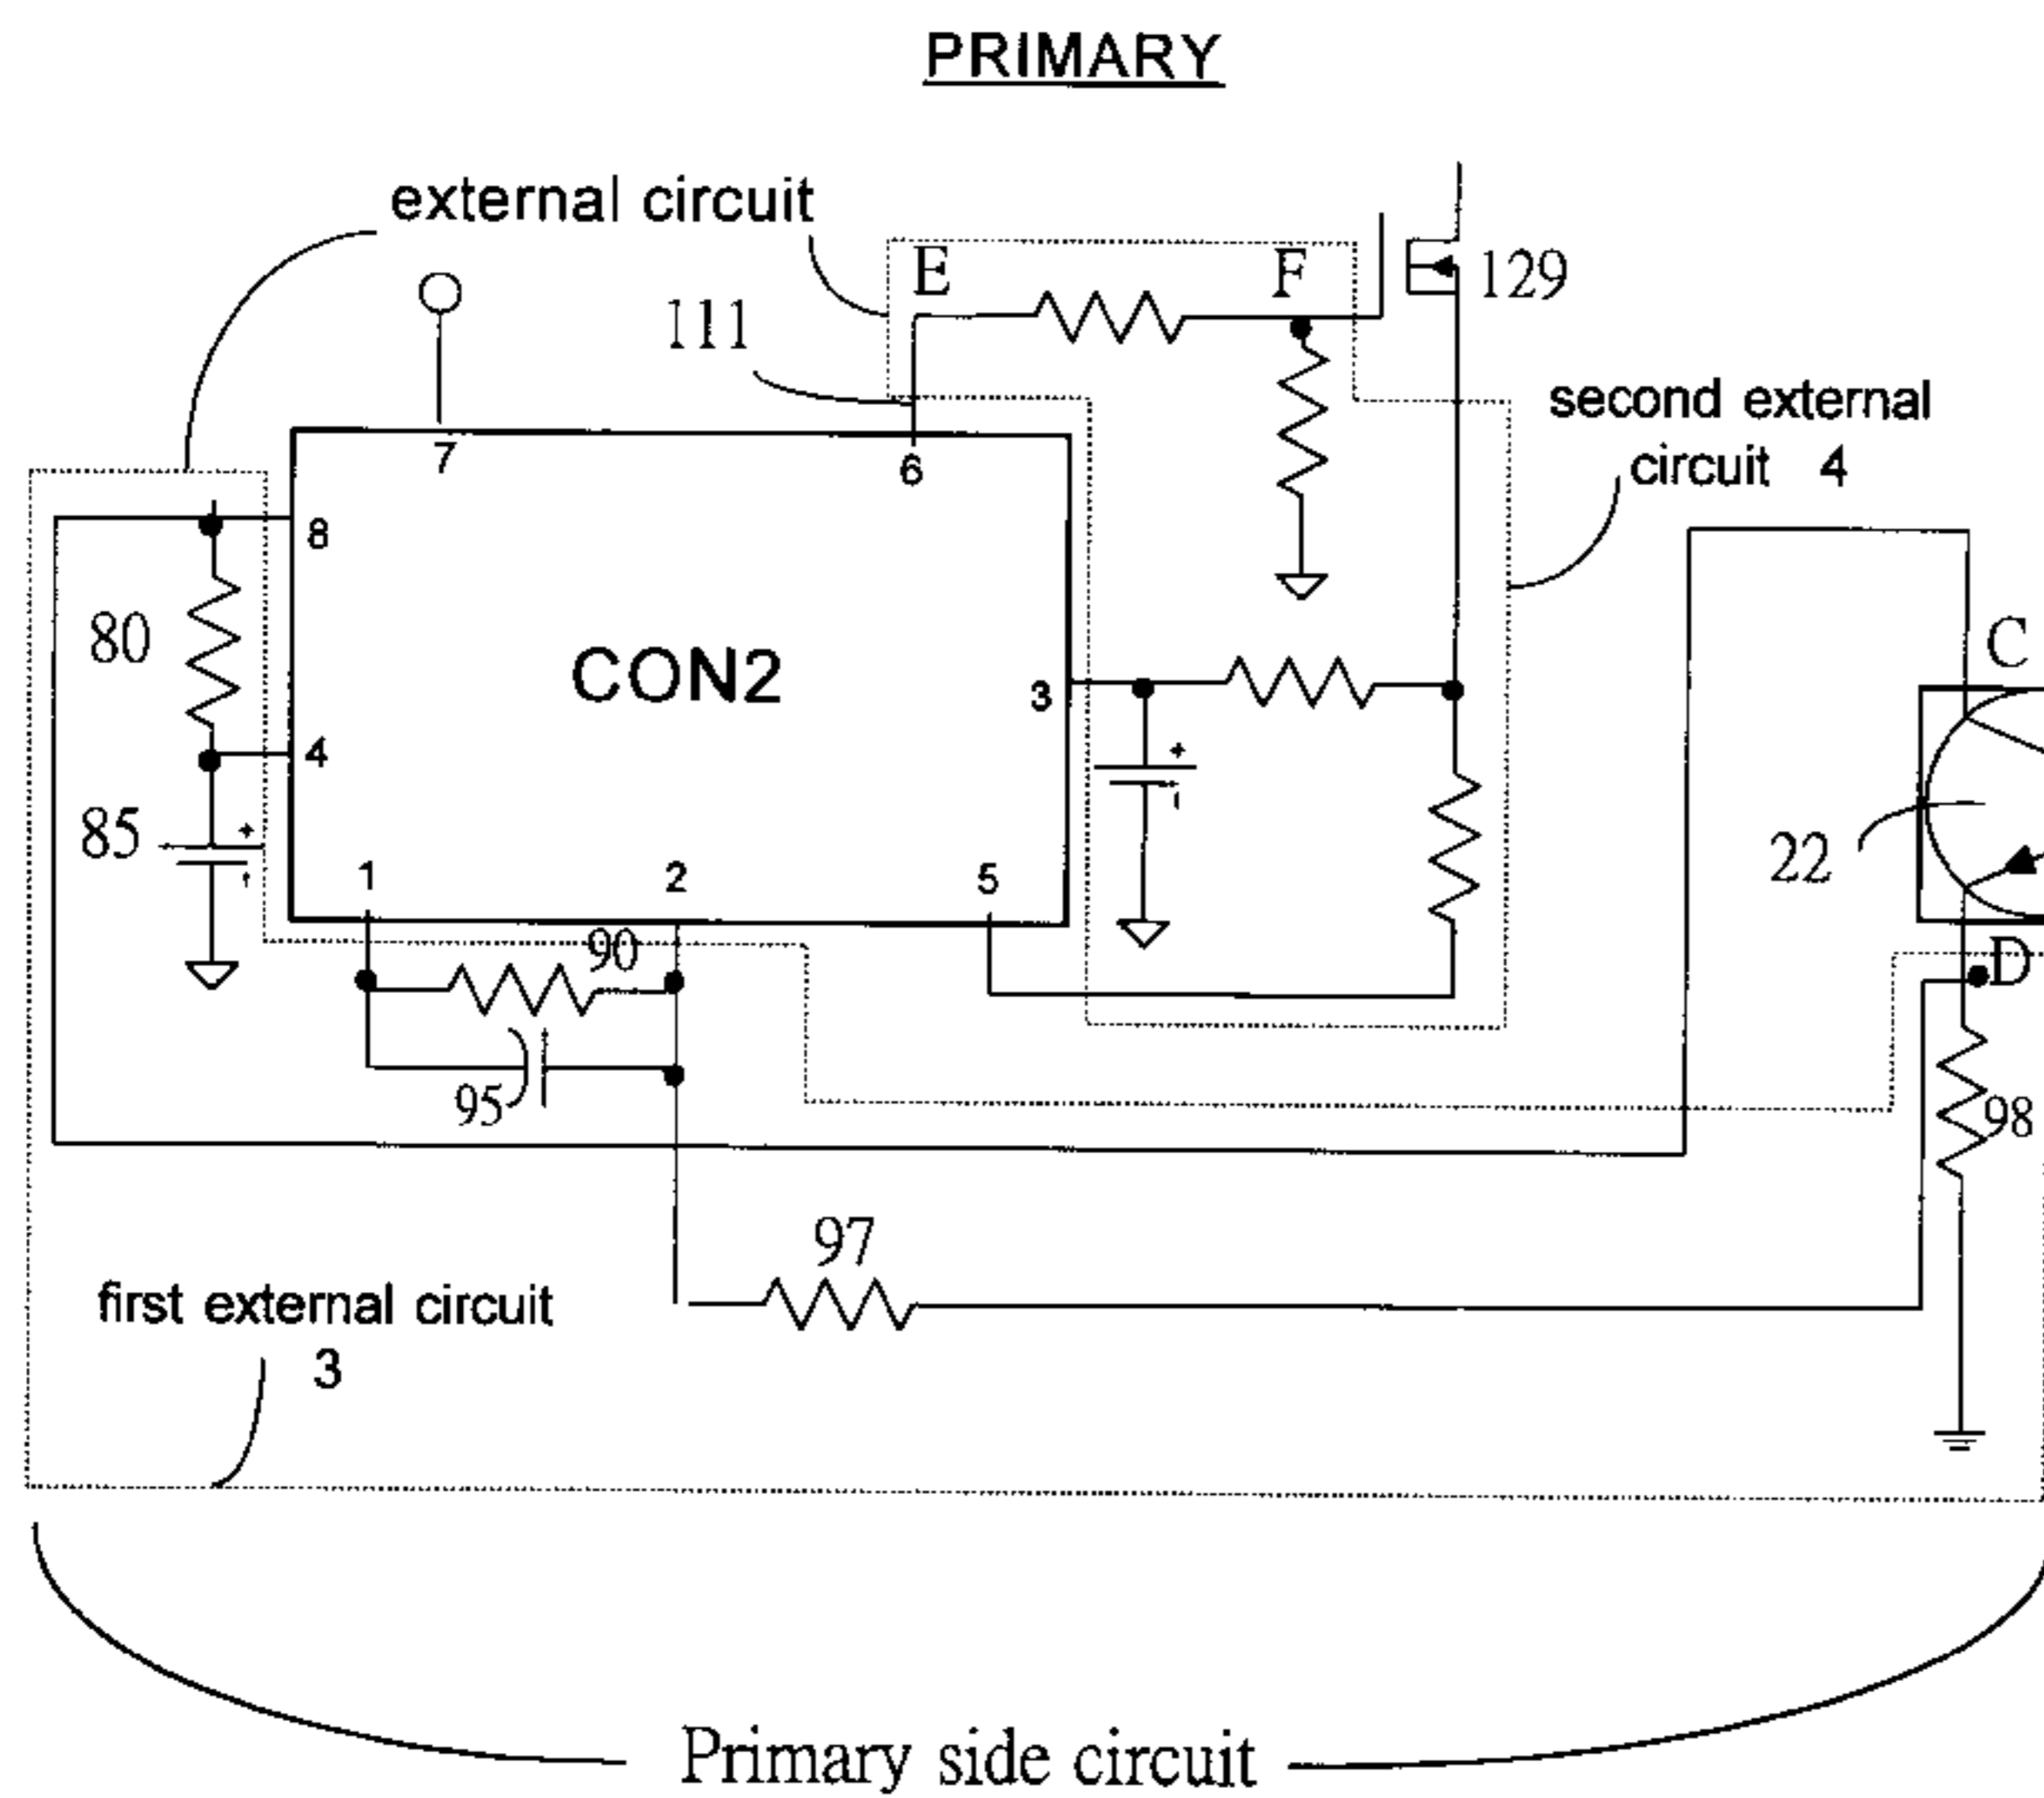 PRIMARY
external circuit
E
F
129
111
second external
circuit 4
7
6
8
80
CON2
C
3
4
85
22
1
2
5
90
D
95
98
97
first external circuit
3
Primary side circuit